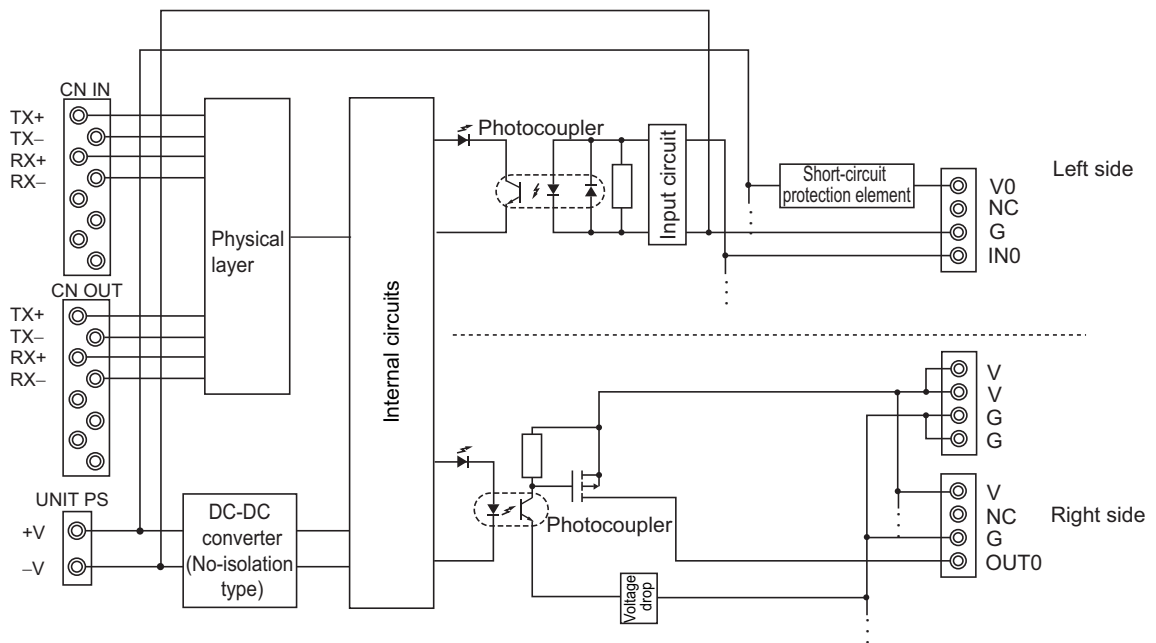 CN IN
TX+
TX−
RX+
RX−
CN OUT
TX+
TX−
RX+
RX−
UNIT PS
+V
−V
Physical
layer
DC-DC
converter
(No-isolation
type)
Internal circuits
Photocoupler
Input circuit
Short-circuit
protection element
V0
NC
G
IN0
Left side
Photocoupler
Voltage
drop
V
V
G
G
V
NC
G
OUT0
Right side